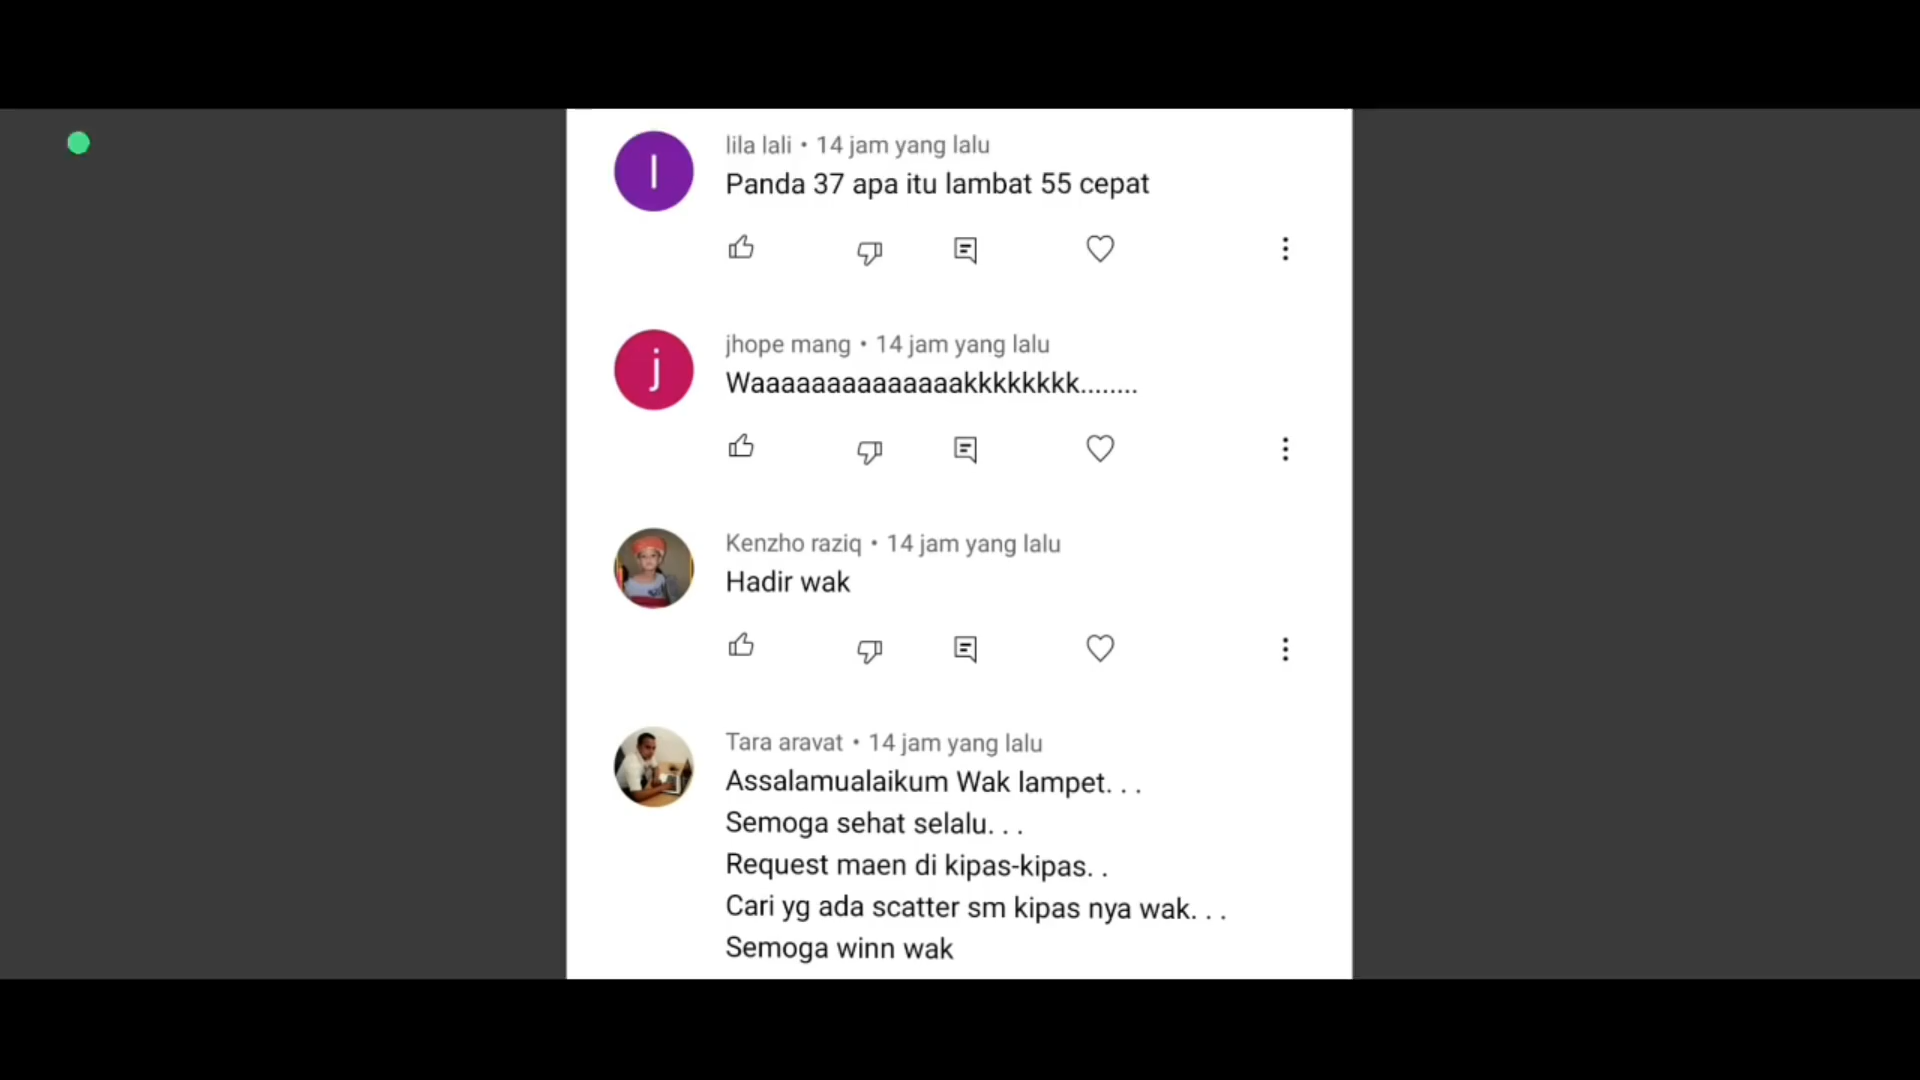 l
lila lali • 14 jam yang lalu
Panda 37 apa itu lambat 55 cepat
j
jhope mang • 14 jam yang lalu
Waaaaaaaaaaaaaakkkkkkkk........
Kenzho raziq • 14 jam yang lalu
Hadir wak
Tara aravat • 14 jam yang lalu
Assalamualaikum Wak lampet. . .
Semoga sehat selalu. . .
Request maen di kipas-kipas. .
Cari yg ada scatter sm kipas nya wak. . .
Semoga winn wak